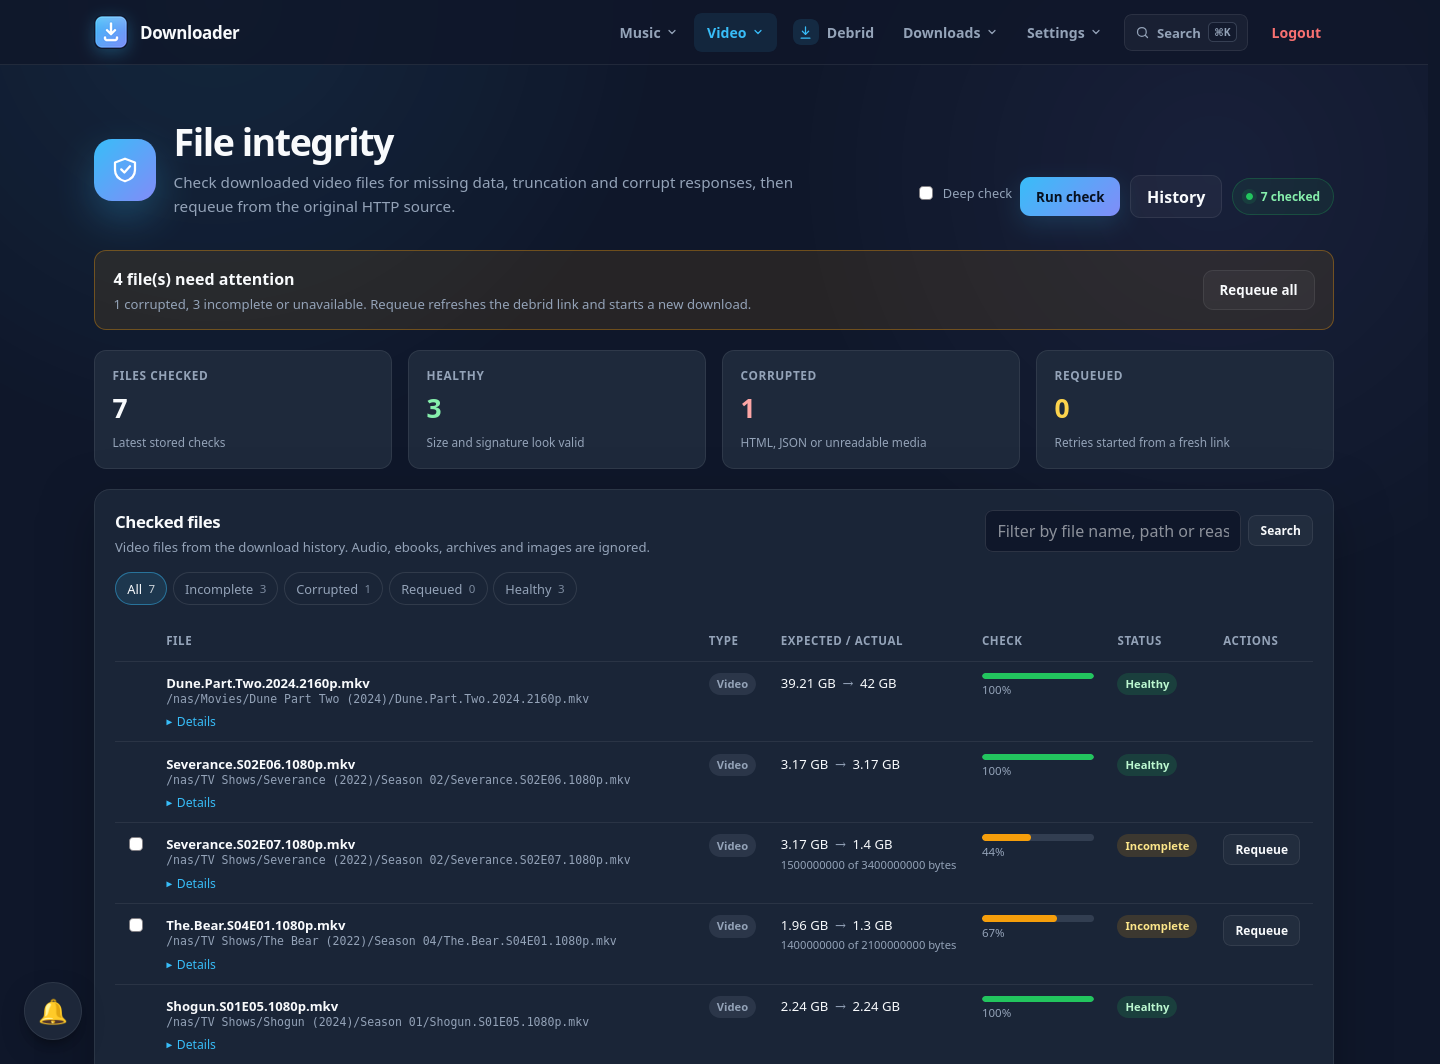 Downloader
Music
Video
Debrid
Downloads
Settings
Search ⌘K
Logout
File integrity
Check downloaded video files for missing data, truncation and corrupt responses, then
requeue from the original HTTP source.
Deep check
Run check
History
7 checked
4 file(s) need attention
1 corrupted, 3 incomplete or unavailable. Requeue refreshes the debrid link and starts a new download.
Requeue all
FILES CHECKED
7
Latest stored checks
HEALTHY
3
Size and signature look valid
CORRUPTED
1
HTML, JSON or unreadable media
REQUEUED
0
Retries started from a fresh link
Checked files
Video files from the download history. Audio, ebooks, archives and images are ignored.
Filter by file name, path or reas
Search
All 7
Incomplete 3
Corrupted 1
Requeued 0
Healthy 3
FILE TYPE EXPECTED / ACTUAL CHECK STATUS ACTIONS
Dune.Part.Two.2024.2160p.mkv
/nas/Movies/Dune Part Two (2024)/Dune.Part.Two.2024.2160p.mkv
▸ Details
Video
39.21 GB → 42 GB
100%
Healthy
Severance.S02E06.1080p.mkv
/nas/TV Shows/Severance (2022)/Season 02/Severance.S02E06.1080p.mkv
▸ Details
Video
3.17 GB → 3.17 GB
100%
Healthy
Severance.S02E07.1080p.mkv
/nas/TV Shows/Severance (2022)/Season 02/Severance.S02E07.1080p.mkv
▸ Details
Video
3.17 GB → 1.4 GB
1500000000 of 3400000000 bytes
44%
Incomplete
Requeue
The.Bear.S04E01.1080p.mkv
/nas/TV Shows/The Bear (2022)/Season 04/The.Bear.S04E01.1080p.mkv
▸ Details
Video
1.96 GB → 1.3 GB
1400000000 of 2100000000 bytes
67%
Incomplete
Requeue
Shogun.S01E05.1080p.mkv
/nas/TV Shows/Shogun (2024)/Season 01/Shogun.S01E05.1080p.mkv
▸ Details
Video
2.24 GB → 2.24 GB
100%
Healthy